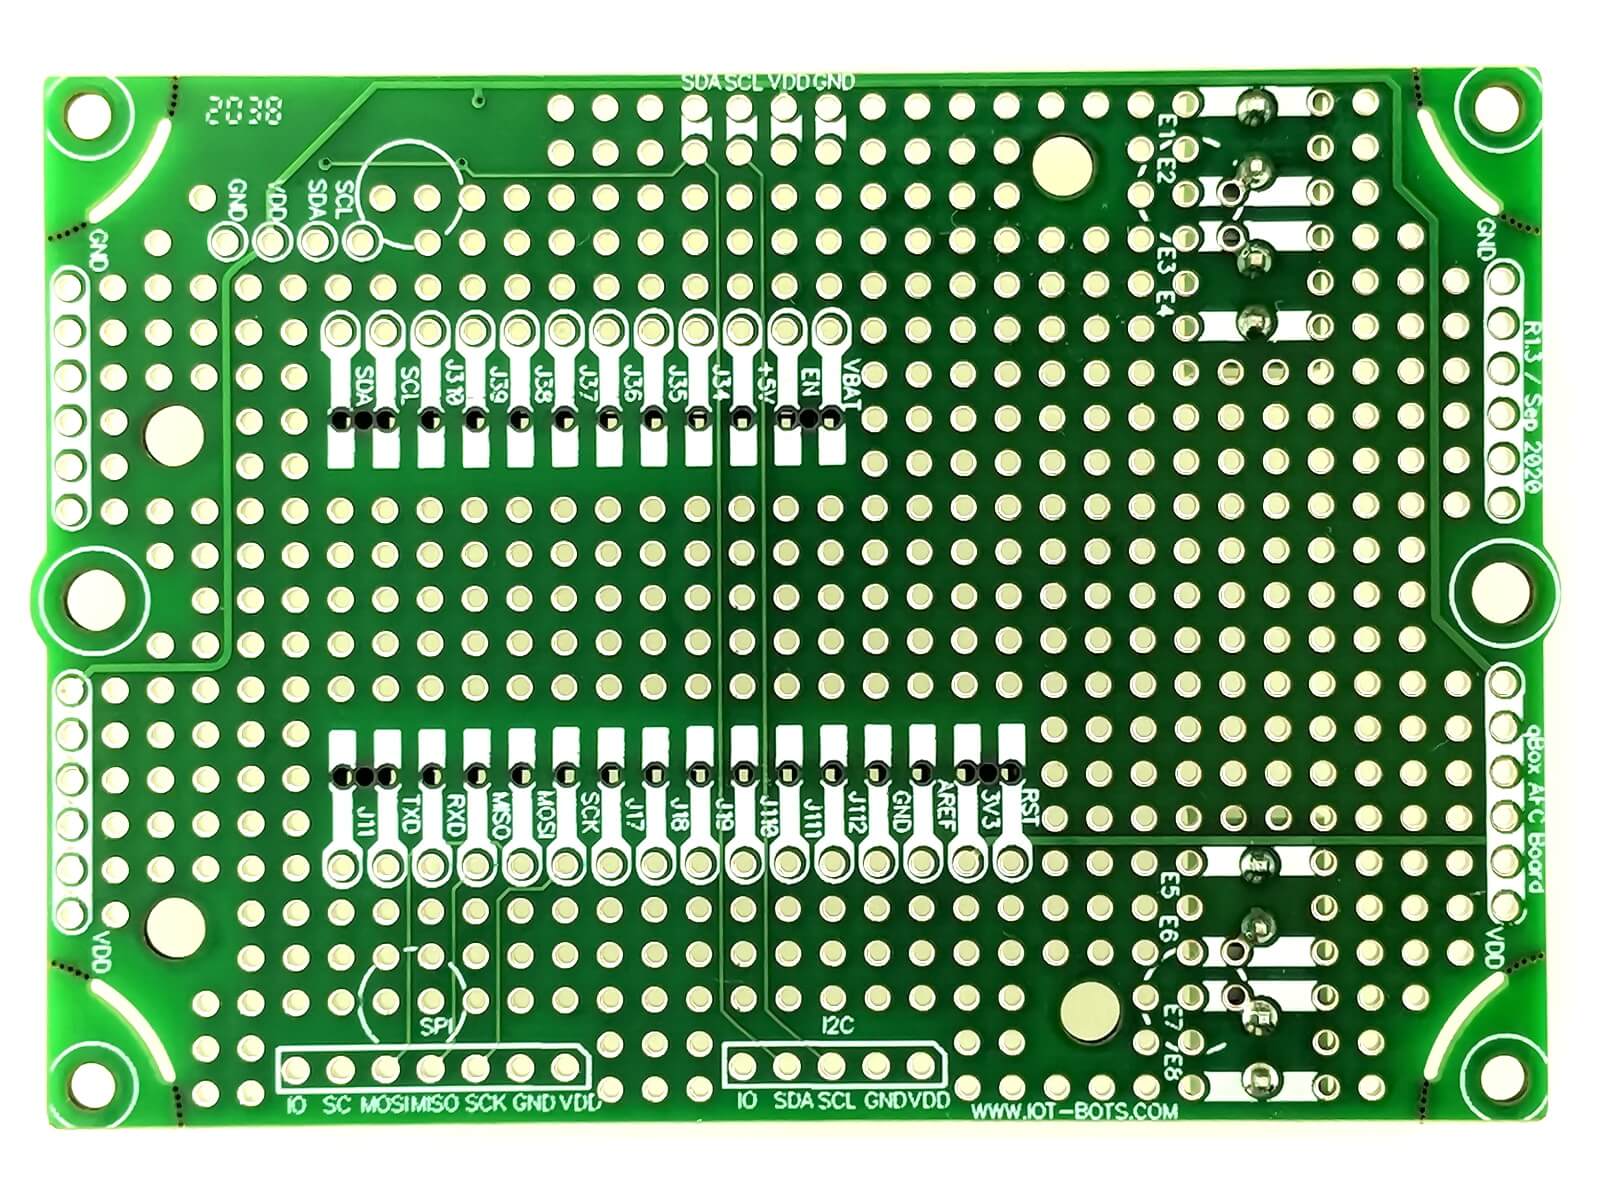 SDA SCL VDD GND
2038
GND VDD SDA SCL
E1 E2
GND
GND
E3 E4
R1.3 / Sep 2020
SDA SCL J310 J39 J38 J37 J36 J35 J34 +5V EN VBAT
J11 TXD RXD MISO MOSI SCK J17 J18 J19 J110 J111 J112 GND AREF 3V3 RST
qBox AFC Board
E5 E6
VDD
VDD
E7 E8
SPI
I2C
IO SC MOSI MISO SCK GND VDD
IO SDA SCL GND VDD
WWW.IOT-BOTS.COM